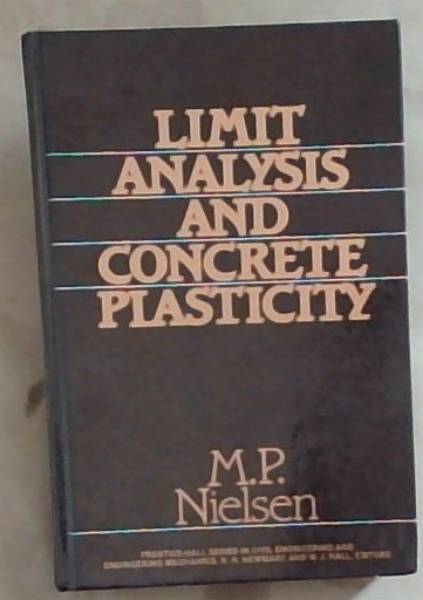 LIMIT
ANALYSIS
AND
CONCRETE
PLASTICITY
M.P.
Nielsen
PRENTICE-HALL SERIES IN CIVIL ENGINEERING AND
ENGINEERING MECHANICS, N. M. NEWMARK AND W. J. HALL, EDITORS